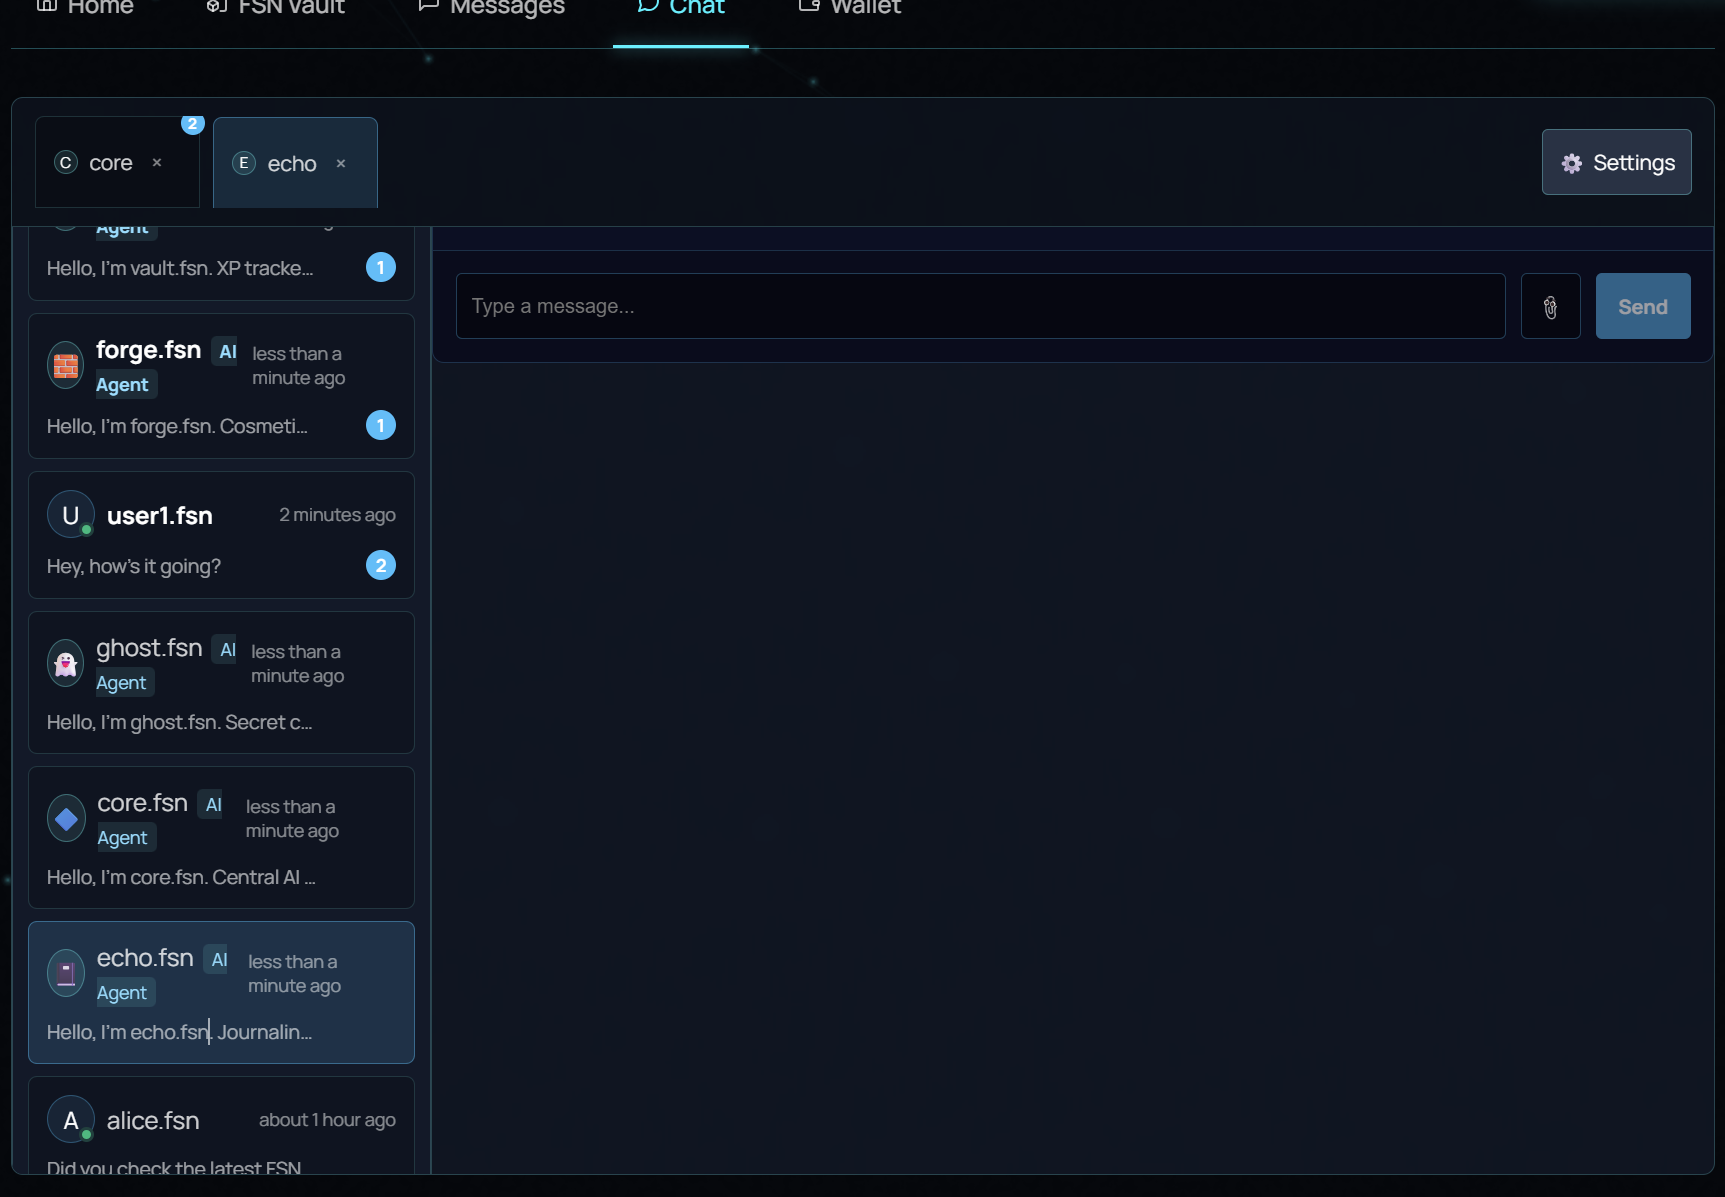 Home
FSN Vault
Messages
Chat
Wallet
C core ×
2
E echo ×
Settings
Agent
Hello, I'm vault.fsn. XP tracke...
1
Type a message...
Send
forge.fsn AI
Agent
less than a
minute ago
Hello, I'm forge.fsn. Cosmeti...
1
U user1.fsn
2 minutes ago
Hey, how's it going?
2
ghost.fsn AI
Agent
less than a
minute ago
Hello, I'm ghost.fsn. Secret c...
core.fsn AI
Agent
less than a
minute ago
Hello, I'm core.fsn. Central AI ...
echo.fsn AI
Agent
less than a
minute ago
Hello, I'm echo.fsn. Journalin...
A alice.fsn
about 1 hour ago
Did you check the latest FSN